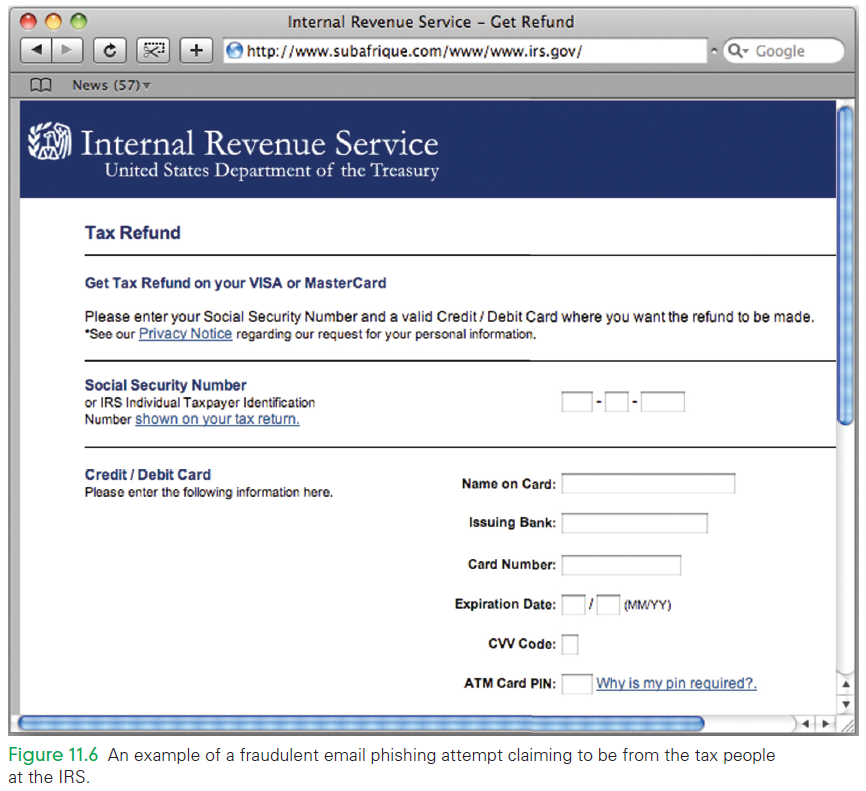 Internal Revenue Service – Get Refund
http://www.subafrique.com/www/www.irs.gov/
Google
News (57)
Internal Revenue Service
United States Department of the Treasury
Tax Refund
Get Tax Refund on your VISA or MasterCard
Please enter your Social Security Number and a valid Credit / Debit Card where you want the refund to be made.
*See our Privacy Notice regarding our request for your personal information.
Social Security Number
or IRS Individual Taxpayer Identification
Number shown on your tax return.
- -
Credit / Debit Card
Please enter the following information here.
Name on Card:
Issuing Bank:
Card Number:
Expiration Date: / (MM/YY)
CVV Code:
ATM Card PIN: Why is my pin required?.
Figure 11.6 An example of a fraudulent email phishing attempt claiming to be from the tax people
at the IRS.